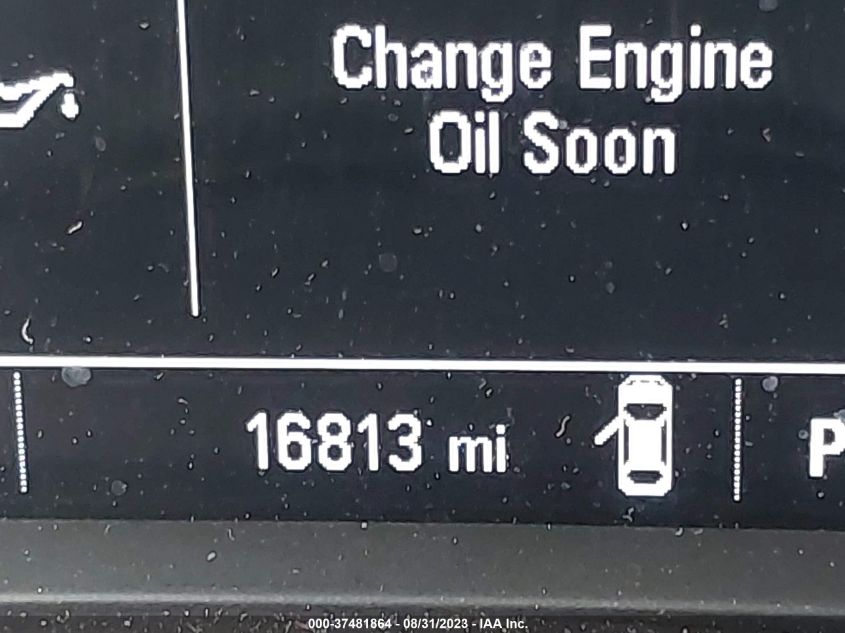 Change Engine
Oil Soon
16813 mi
P
000-37481864 - 08/31/2023 - IAA Inc.